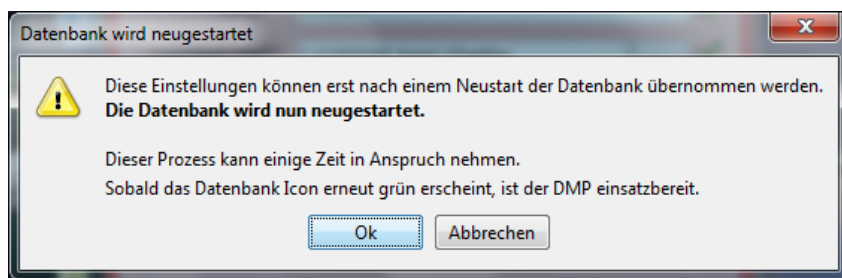 Datenbank wird neugestartet
Diese Einstellungen können erst nach einem Neustart der Datenbank übernommen werden.
Die Datenbank wird nun neugestartet.
Dieser Prozess kann einige Zeit in Anspruch nehmen.
Sobald das Datenbank Icon erneut grün erscheint, ist der DMP einsatzbereit.
Ok Abbrechen